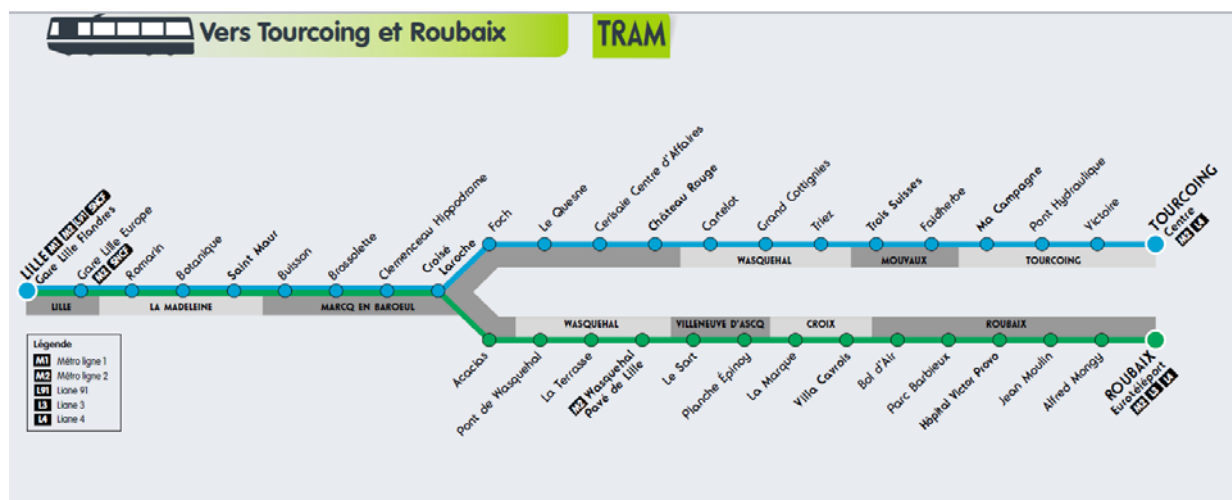 Vers Tourcoing et Roubaix
TRAM
LILLE M1 M2 L91 SNCF
Gare Lille Flandres
Gare Lille Europe
M2 SNCF
Romarin
Botanique
Saint Maur
Buisson
Brossolette
Clemenceau Hippodrome
Croisé
Laroche
Foch
Le Quesne
Cerisaie Centre d'Affaires
Château Rouge
Cartelot
Grand Cottignies
Triez
Trois Suisses
Faidherbe
Ma Campagne
Pont Hydraulique
Victoire
TOURCOING
Centre
M2 L4
LILLE
LA MADELEINE
MARCQ EN BAROEUL
WASQUEHAL
MOUVAUX
TOURCOING
WASQUEHAL
VILLENEUVE D'ASCQ
CROIX
ROUBAIX
Acacias
Pont de Wasquehal
La Terrasse
M2 Wasquehal
Pavé de Lille
Le Sart
Planche Épinoy
La Marque
Villa Cavrois
Bol d'Air
Parc Barbieux
Hôpital Victor Provo
Jean Moulin
Alfred Mongy
ROUBAIX
Eurotéléport
M2 L3 L4
Légende
M1 Métro ligne 1
M2 Métro ligne 2
L91 Liane 91
L3 Liane 3
L4 Liane 4